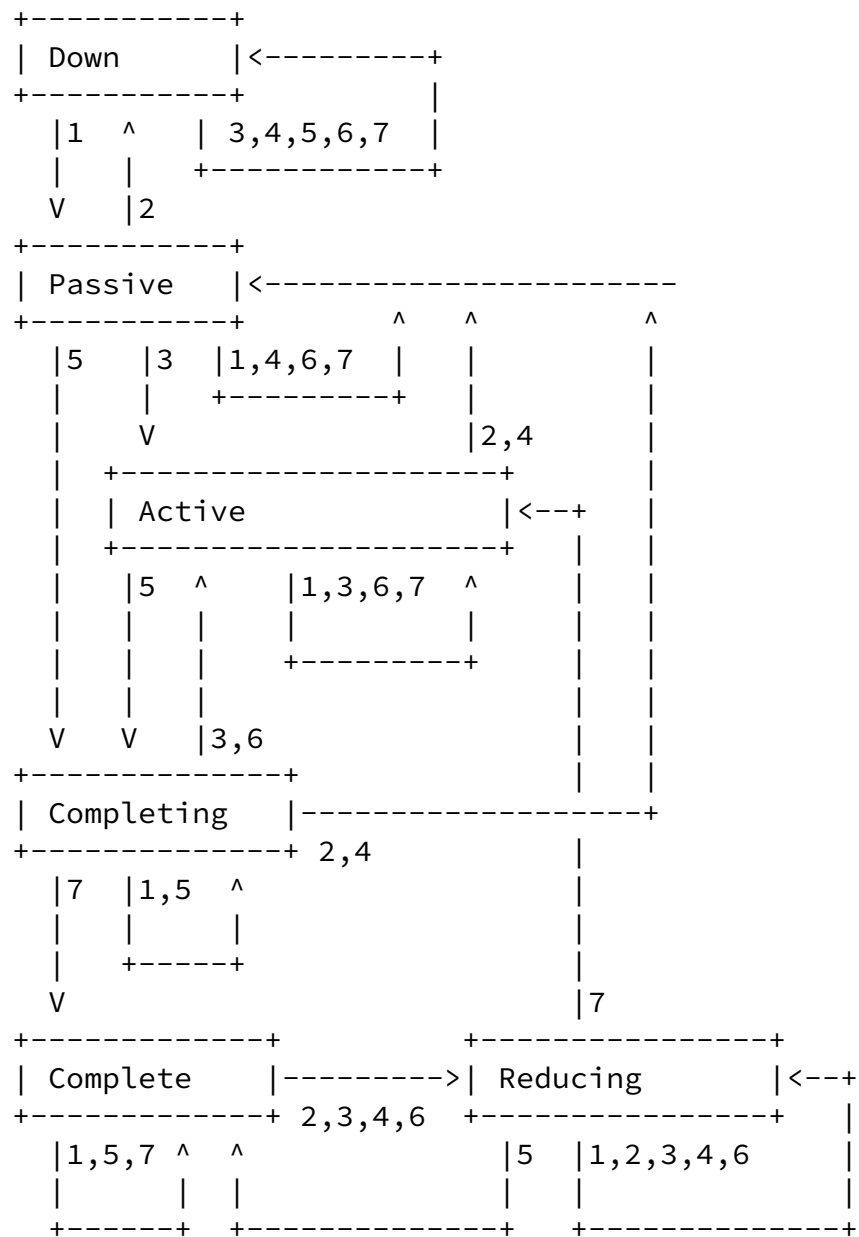 Down
1 3,4,5,6,7
2
Passive
5 3 1,4,6,7
2,4
Active
5 1,3,6,7
3,6
Completing
2,4
7 1,5
7
Complete Reducing
2,3,4,6
1,5,7 5 1,2,3,4,6